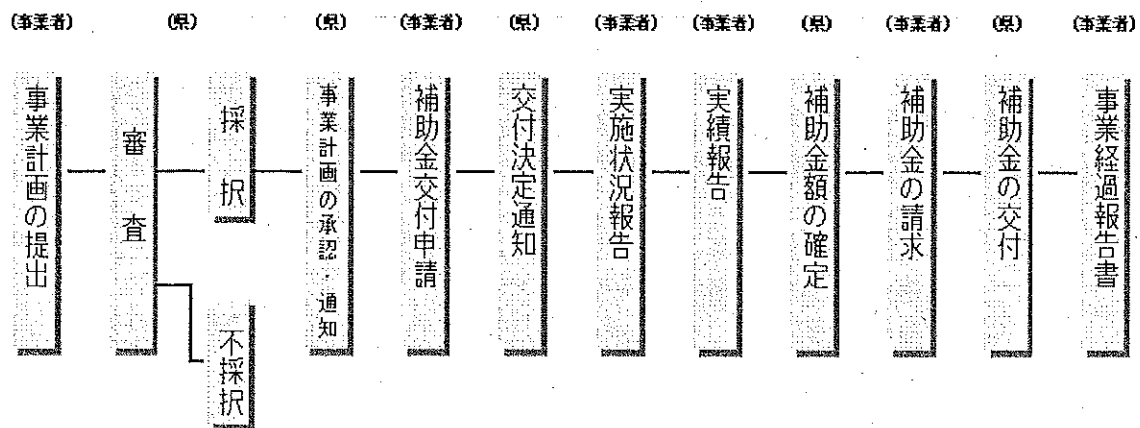 (事業者) (県) (県) (事業者) (県) (事業者) (事業者) (県) (事業者) (県) (事業者)
事業計画の提出
審査
採択
不採択
事業計画の承認・通知
補助金交付申請
交付決定通知
実施状況報告
実績報告
補助金額の確定
補助金の請求
補助金の交付
事業経過報告書